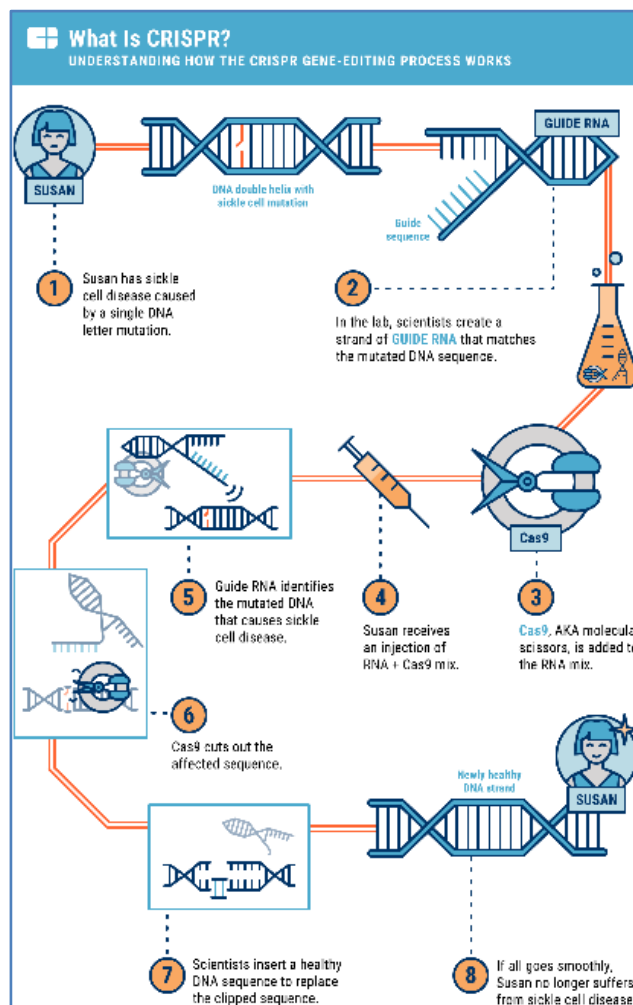 What Is CRISPR?
UNDERSTANDING HOW THE CRISPR GENE-EDITING PROCESS WORKS
SUSAN
DNA double helix with
sickle cell mutation
GUIDE RNA
Guide
sequence
1
Susan has sickle
cell disease caused
by a single DNA
letter mutation.
2
In the lab, scientists create a
strand of GUIDE RNA that matches
the mutated DNA sequence.
Cas9
3
Cas9, AKA molecula
scissors, is added to
the RNA mix.
4
Susan receives
an injection of
RNA + Cas9 mix.
5
Guide RNA identifies
the mutated DNA
that causes sickle
cell disease.
6
Cas9 cuts out the
affected sequence.
7
Scientists insert a healthy
DNA sequence to replace
the clipped sequence.
Newly healthy
DNA strand
SUSAN
8
If all goes smoothly,
Susan no longer suffers
from sickle cell disease